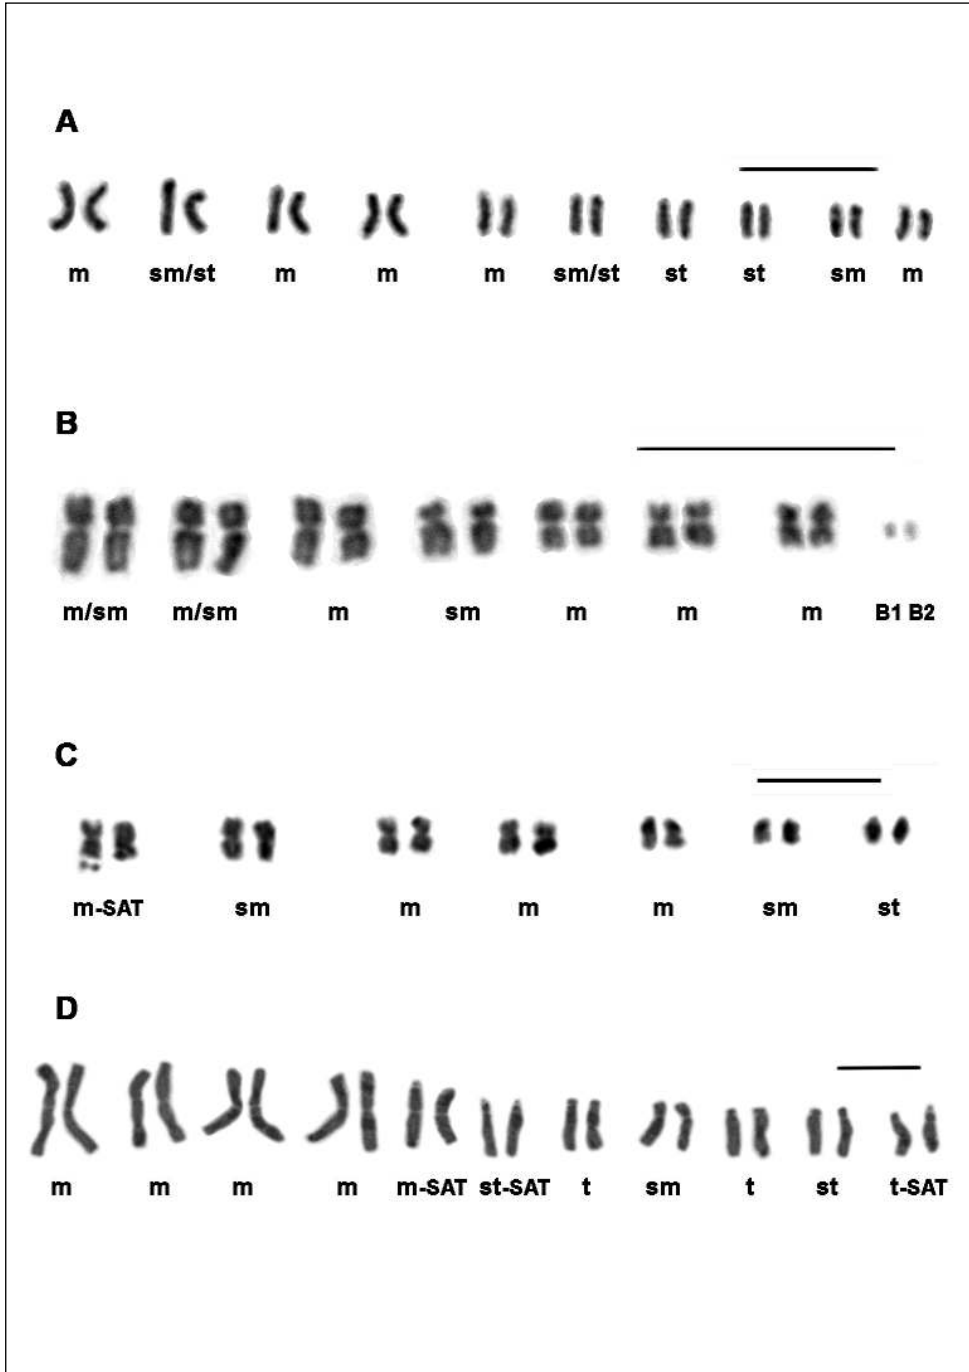 A
m sm/st m m m sm/st st st sm m
B
m/sm m/sm m sm m m m B1 B2
C
m-SAT sm m m m sm st
D
m m m m m-SAT st-SAT t sm t st t-SAT